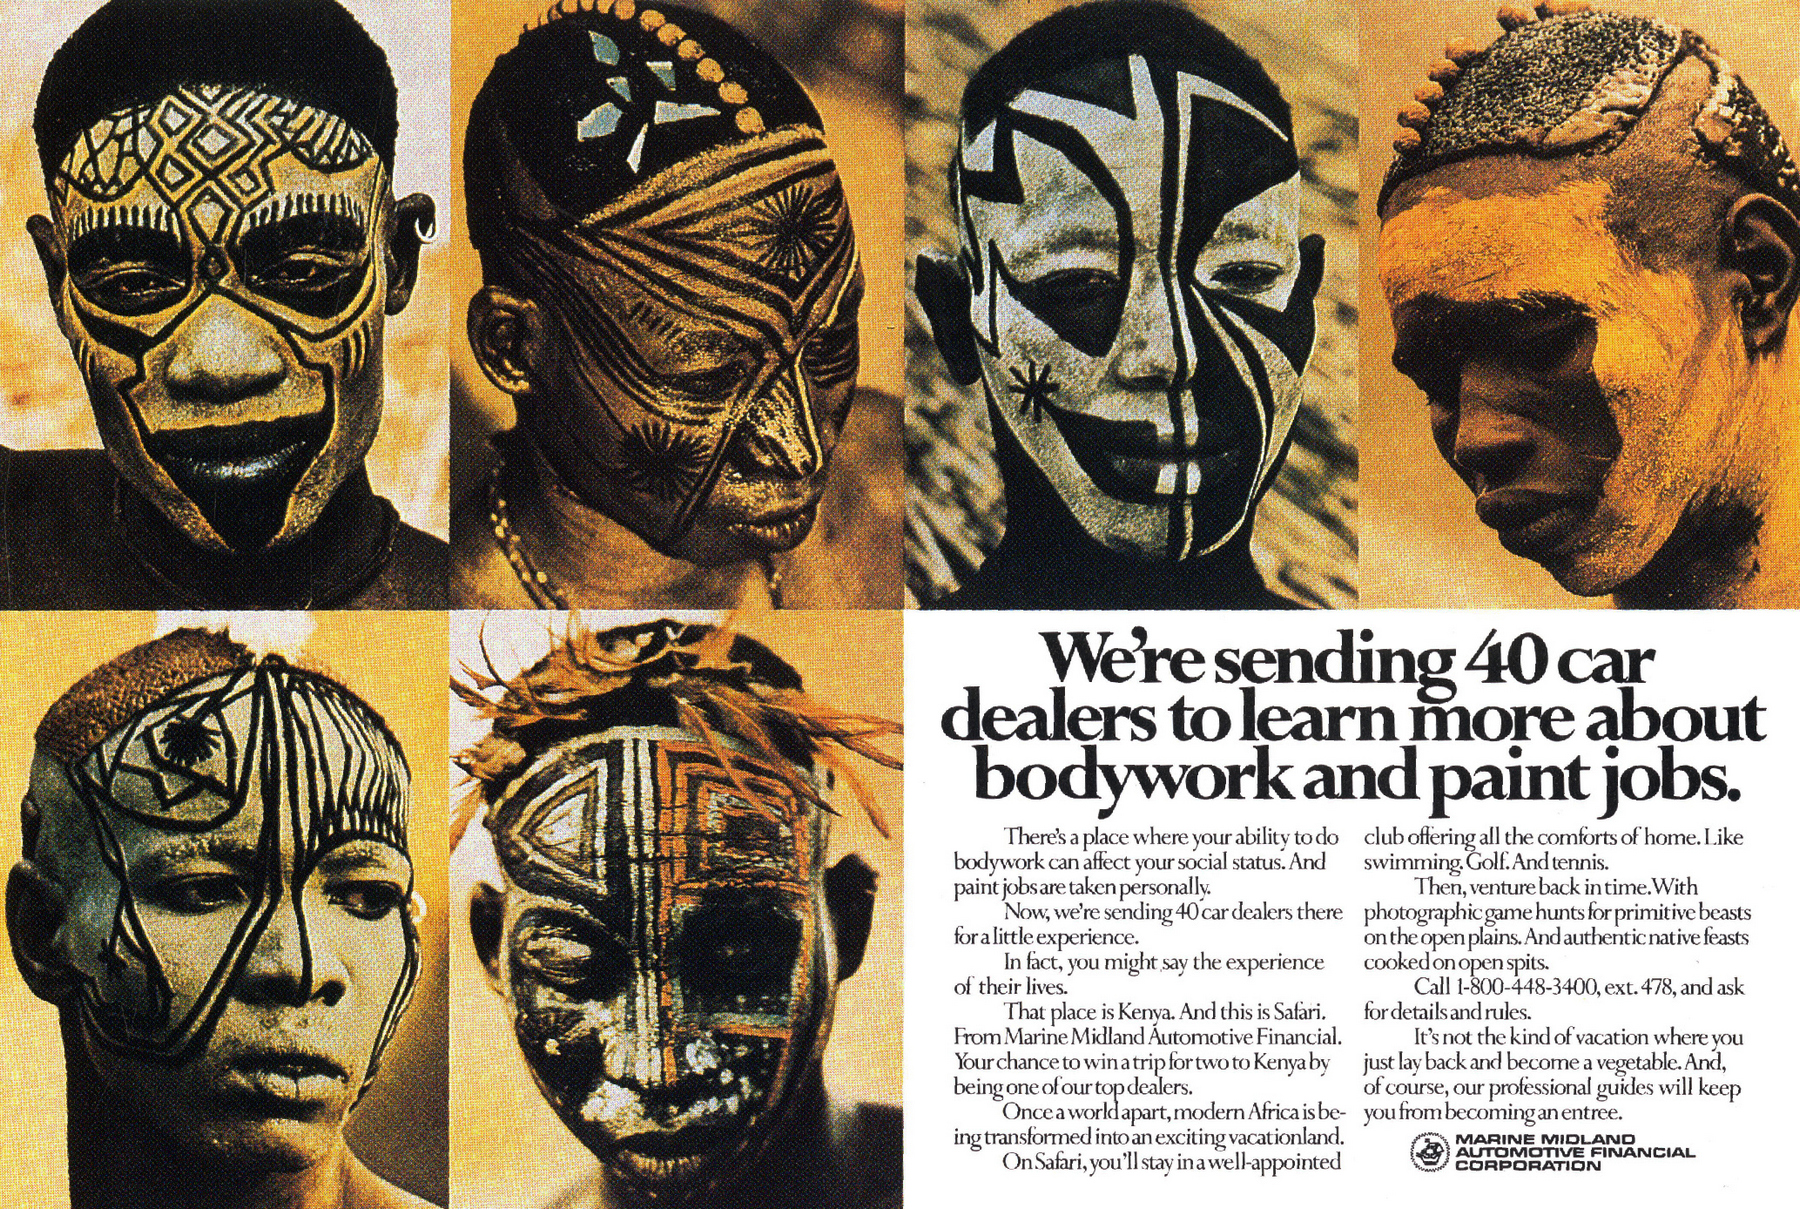 We're sending 40 car
dealers to learn more about
bodywork and paint jobs.
There's a place where your ability to do
bodywork can affect your social status. And
paint jobs are taken personally.
Now, we're sending 40 car dealers there
for a little experience.
In fact, you might say the experience
of their lives.
That place is Kenya. And this is Safari.
From Marine Midland Automotive Financial.
Your chance to win a trip for two to Kenya by
being one of our top dealers.
Once a world apart, modern Africa is be-
ing transformed into an exciting vacationland.
On Safari, you'll stay in a well-appointed
club offering all the comforts of home. Like
swimming. Golf. And tennis.
Then, venture back in time. With
photographic game hunts for primitive beasts
on the open plains. And authentic native feasts
cooked on open spits.
Call 1-800-448-3400, ext. 478, and ask
for details and rules.
It's not the kind of vacation where you
just lay back and become a vegetable. And,
of course, our professional guides will keep
you from becoming an entree.
MARINE MIDLAND
AUTOMOTIVE FINANCIAL
CORPORATION